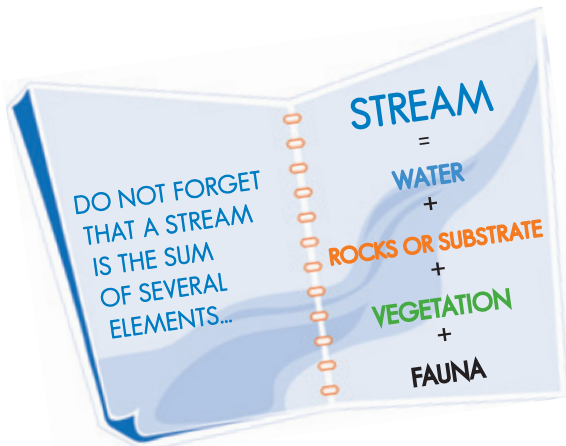 DO NOT FORGET
THAT A STREAM
IS THE SUM
OF SEVERAL
ELEMENTS...
STREAM
=
WATER
+
ROCKS OR SUBSTRATE
+
VEGETATION
+
FAUNA